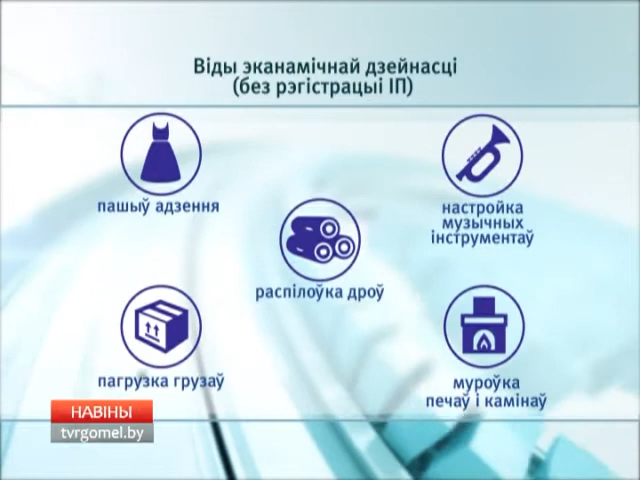 Віды эканамічнай дзейнасці
(без рэгістрацыі ІП)
пашыў адзення
настройка
музычных
інструментаў
распілоўка дроў
пагрузка грузаў
муроўка
печаў і камінаў
НАВІНЫ
tvrgomel.by